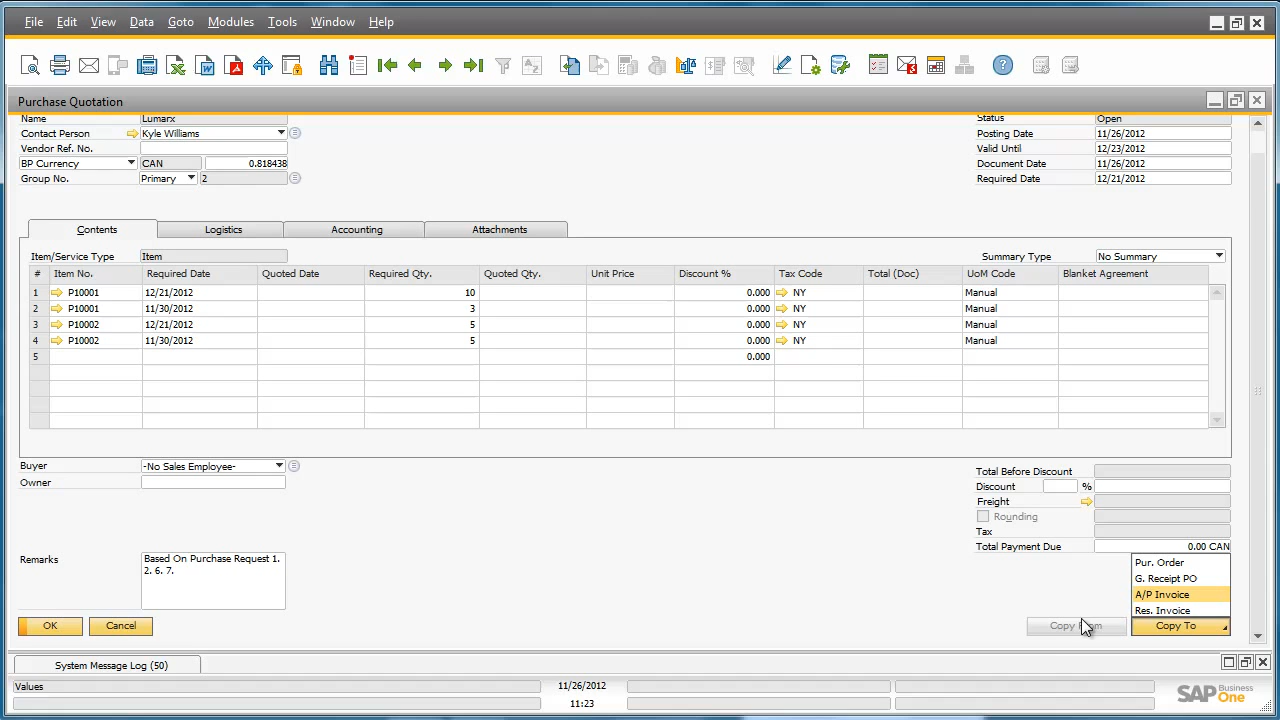 File Edit View Data Goto Modules Tools Window Help
Purchase Quotation
Name Lumarx Status Open
Contact Person Kyle Williams Posting Date 11/26/2012
Vendor Ref. No. Valid Until 12/23/2012
BP Currency CAN 0.818438 Document Date 11/26/2012
Group No. Primary 2 Required Date 12/21/2012
Contents Logistics Accounting Attachments
Item/Service Type Item Summary Type No Summary
# Item No. Required Date Quoted Date Required Qty. Quoted Qty. Unit Price Discount % Tax Code Total (Doc) UoM Code Blanket Agreement
1 P10001 12/21/2012 10 0.000 NY Manual
2 P10001 11/30/2012 3 0.000 NY Manual
3 P10002 12/21/2012 5 0.000 NY Manual
4 P10002 11/30/2012 5 0.000 NY Manual
5 0.000
Buyer -No Sales Employee- Total Before Discount
Owner Discount %
Freight
Rounding
Tax
Total Payment Due 0.00 CAN
Remarks Based On Purchase Request 1.
2. 6. 7.
Pur. Order
G. Receipt PO
A/P Invoice
Res. Invoice
OK Cancel Copy From Copy To
System Message Log (50)
Values 11/26/2012
11:23
SAP Business One